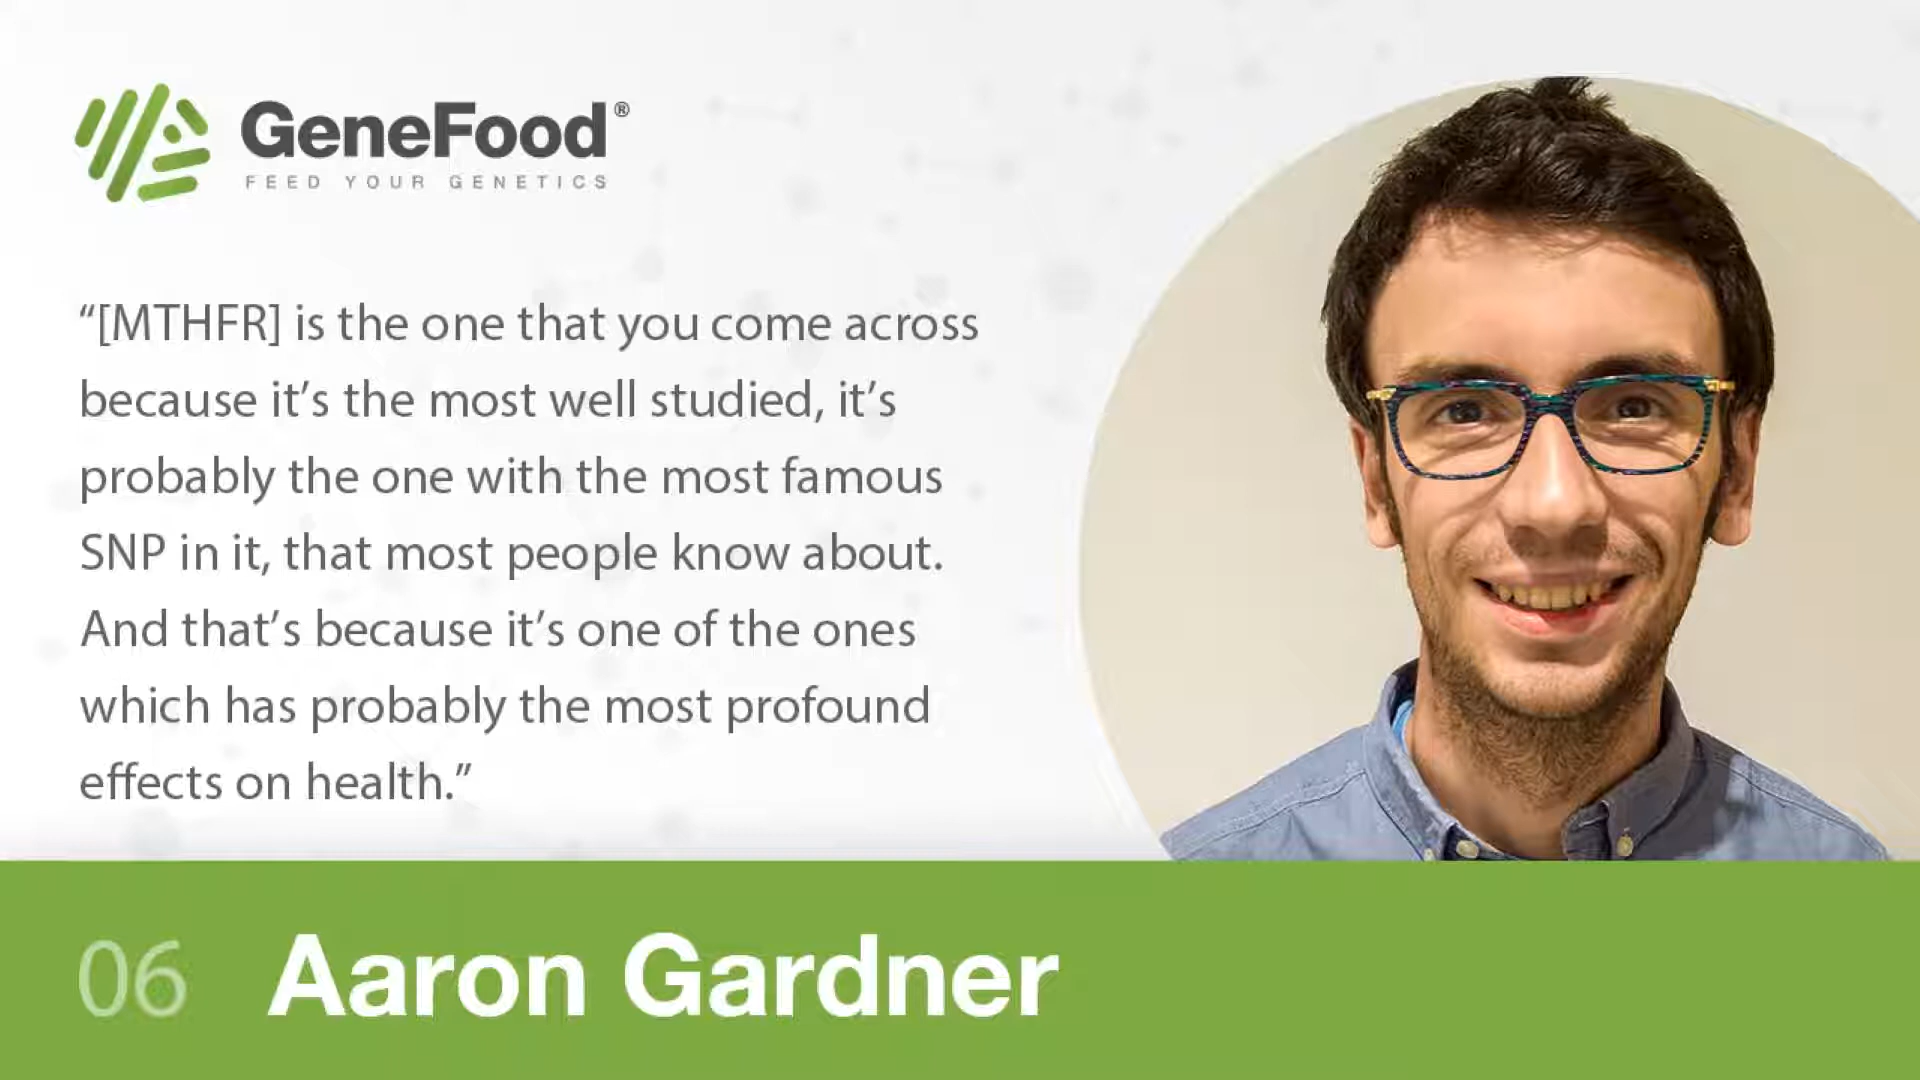 GeneFood®
FEED YOUR GENETICS
“[MTHFR] is the one that you come across
because it’s the most well studied, it’s
probably the one with the most famous
SNP in it, that most people know about.
And that’s because it’s one of the ones
which has probably the most profound
effects on health.”
06 Aaron Gardner